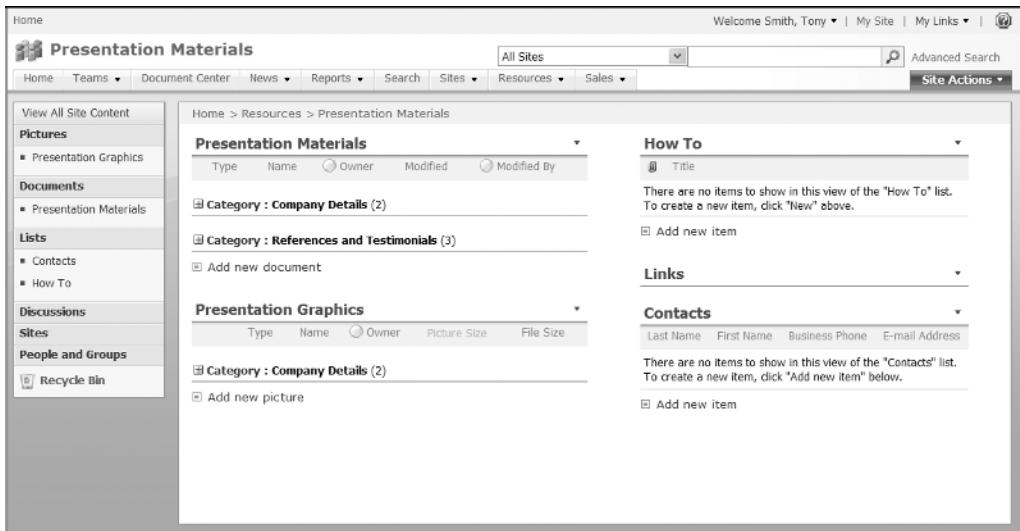 Home
Welcome Smith, Tony | My Site | My Links |
Presentation Materials
All Sites
Advanced Search
Home Teams Document Center News Reports Search Sites Resources Sales
Site Actions
View All Site Content
Pictures
Presentation Graphics
Documents
Presentation Materials
Lists
Contacts
How To
Discussions
Sites
People and Groups
Recycle Bin
Home > Resources > Presentation Materials
Presentation Materials
Type Name Owner Modified Modified By
Category : Company Details (2)
Category : References and Testimonials (3)
Add new document
Presentation Graphics
Type Name Owner Picture Size File Size
Category : Company Details (2)
Add new picture
How To
Title
There are no items to show in this view of the "How To" list.
To create a new item, click "New" above.
Add new item
Links
Contacts
Last Name First Name Business Phone E-mail Address
There are no items to show in this view of the "Contacts" list.
To create a new item, click "Add new item" below.
Add new item